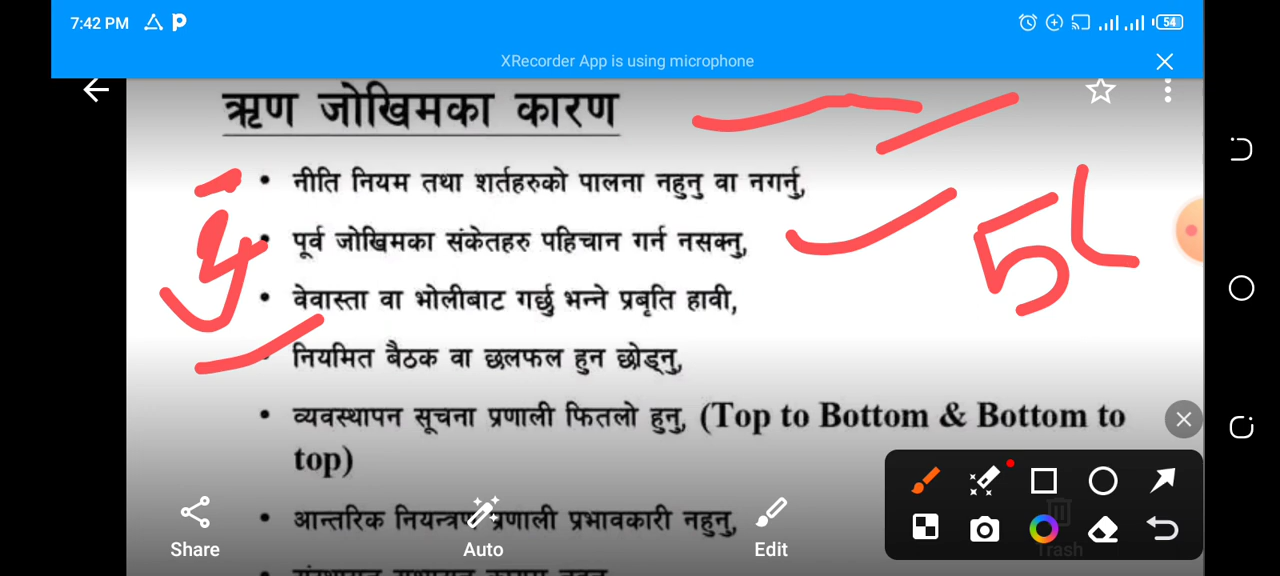 7:42 PM
54
XRecorder App is using microphone
ऋण जोखिमका कारण
• नीति नियम तथा शर्तहरुको पालना नहुनु वा नगर्नु,
• पूर्व जोखिमका संकेतहरु पहिचान गर्न नसक्नु,
• वेवास्ता वा भोलीबाट गर्छु भन्ने प्रबृति हावी,
• नियमित बैठक वा छलफल हुन छोड्नु,
• व्यवस्थापन सूचना प्रणाली फितलो हुनु, (Top to Bottom & Bottom to
top)
• आन्तरिक नियन्त्रण प्रणाली प्रभावकारी नहुनु,
Share
Auto
Edit
Trash